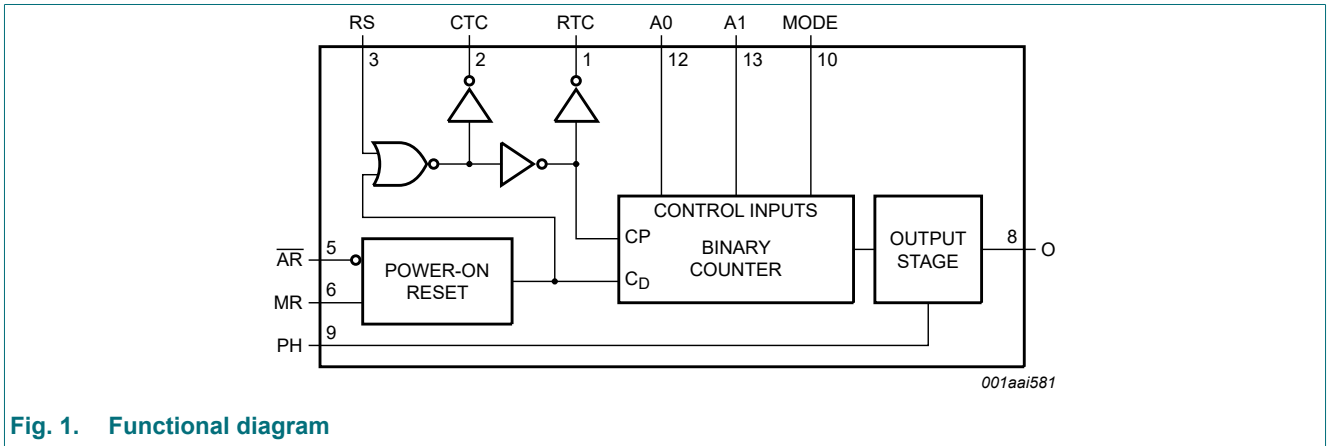 RS CTC RTC A0 A1 MODE
3 2 1 12 13 10
CONTROL INPUTS
CP
BINARY
COUNTER
CD
OUTPUT
STAGE
8 O
AR 5
POWER-ON
RESET
MR 6
PH 9
001aai581
Fig. 1. Functional diagram